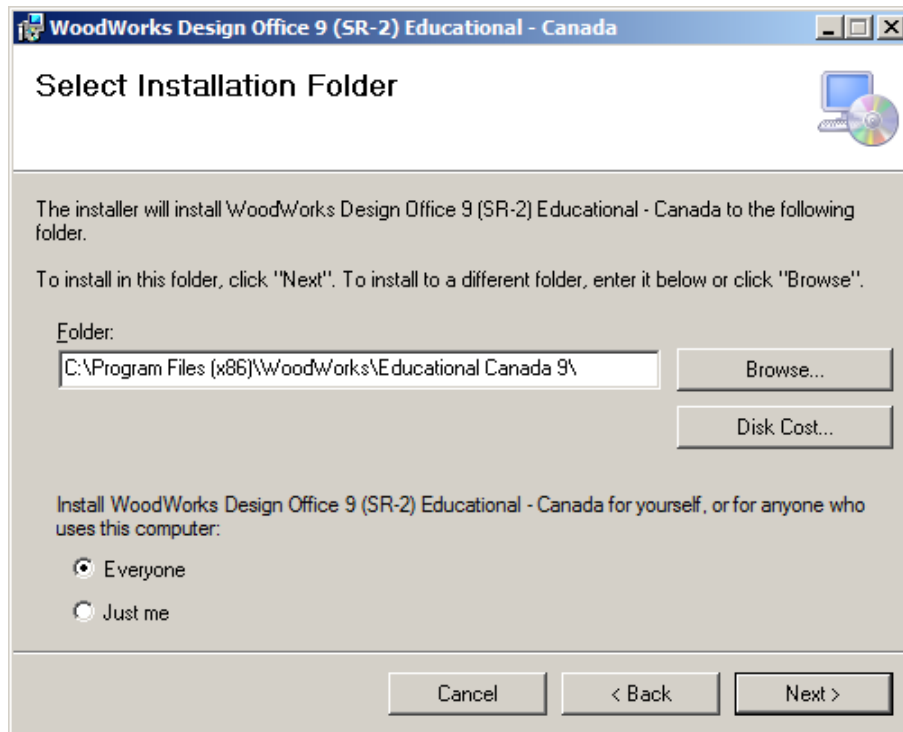 WoodWorks Design Office 9 (SR-2) Educational - Canada
Select Installation Folder
The installer will install WoodWorks Design Office 9 (SR-2) Educational - Canada to the following
folder.
To install in this folder, click "Next". To install to a different folder, enter it below or click "Browse".
Folder:
C:\Program Files (x86)\WoodWorks\Educational Canada 9\
Browse...
Disk Cost...
Install WoodWorks Design Office 9 (SR-2) Educational - Canada for yourself, or for anyone who
uses this computer:
Everyone
Just me
Cancel
< Back
Next >